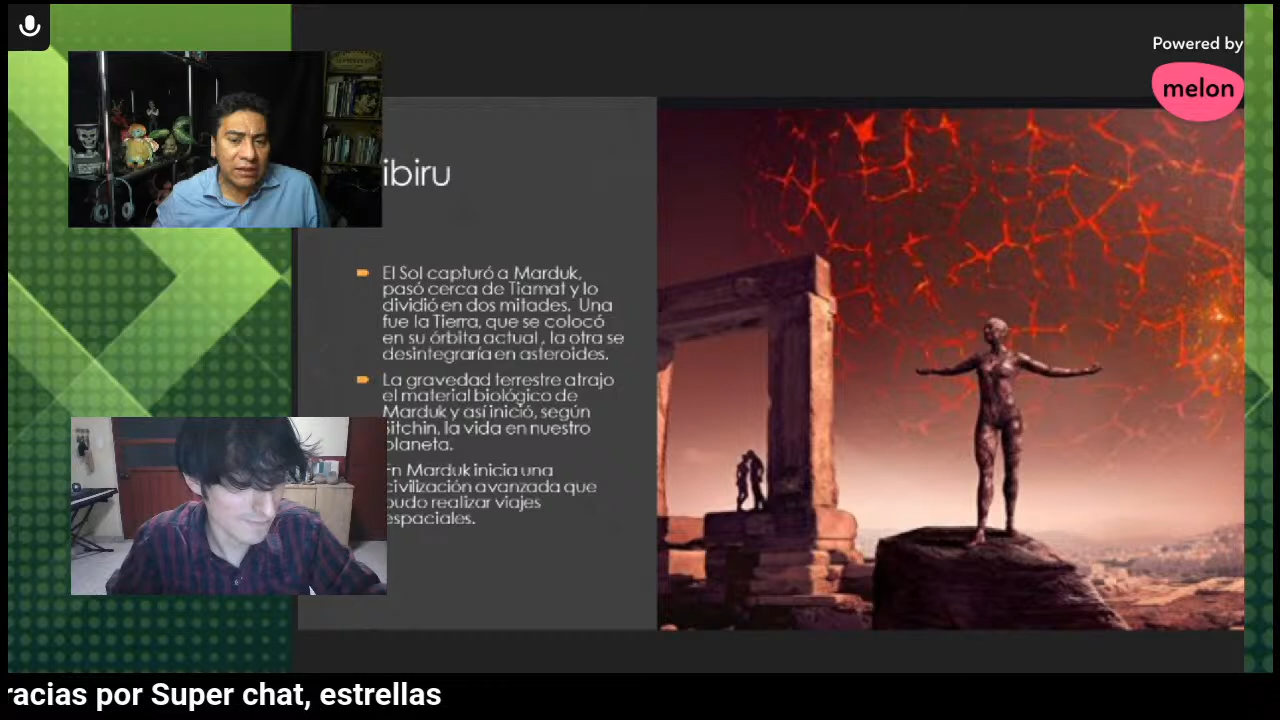 Powered by
melon
ibiru
El Sol capturó a Marduk,
pasó cerca de Tiamat y lo
dividió en dos mitades. Una
fue la Tierra, que se colocó
en su órbita actual , la otra se
desintegraría en asteroides.
La gravedad terrestre atrajo
el material biológico de
Marduk y así inició, según
Sitchin, la vida en nuestro
planeta.
En Marduk inicia una
civilización avanzada que
pudo realizar viajes
espaciales.
racias por Super chat, estrellas